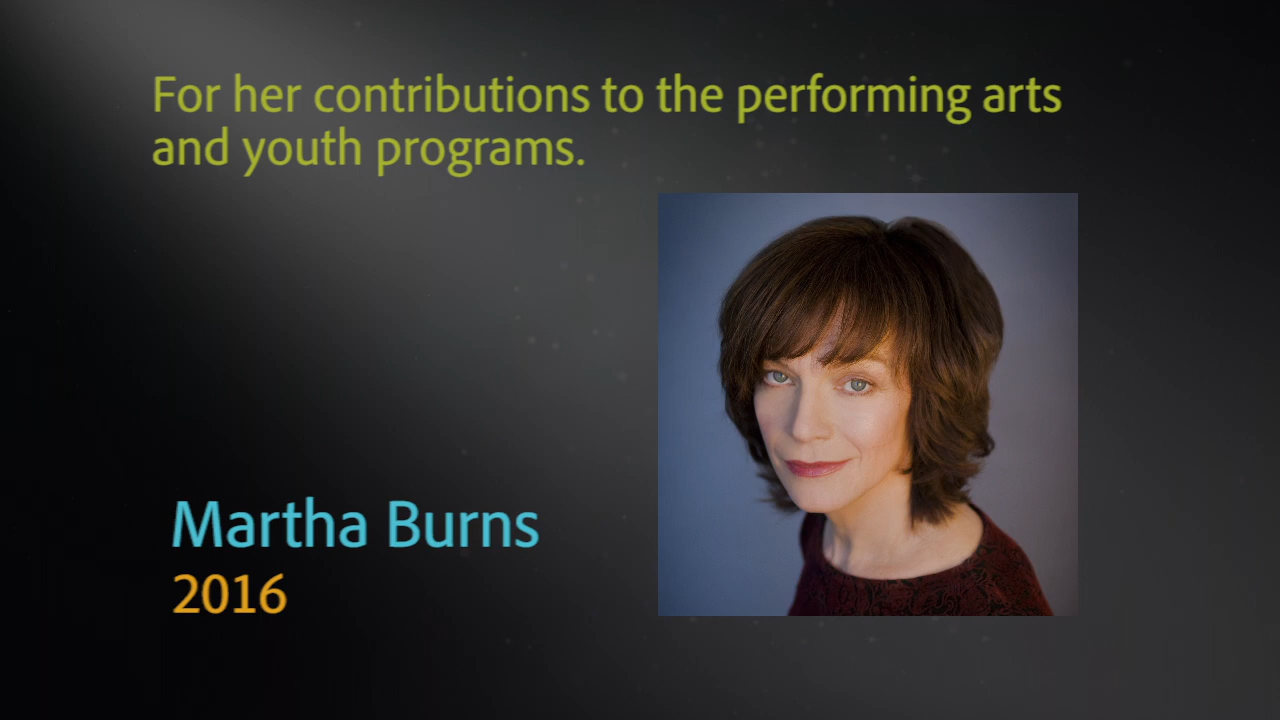 For her contributions to the performing arts
and youth programs.
Martha Burns
2016